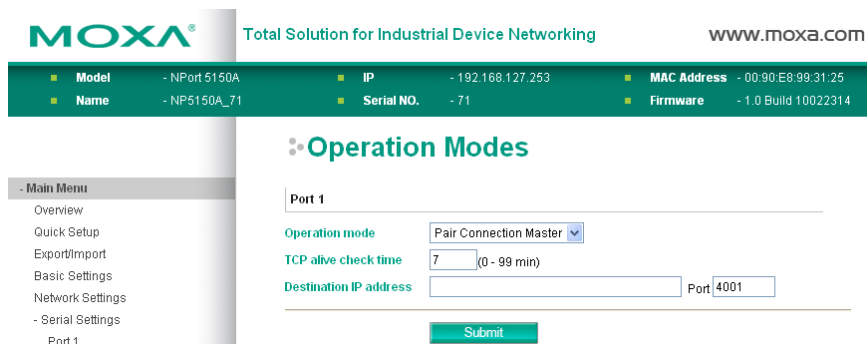 MOXA®
Total Solution for Industrial Device Networking
www.moxa.com
Model - NPort 5150A IP - 192.168.127.253 MAC Address - 00:90:E8:99:31:25
Name - NP5150A_71 Serial NO. - 71 Firmware - 1.0 Build 10022314
Operation Modes
- Main Menu
Overview
Quick Setup
Export/Import
Basic Settings
Network Settings
- Serial Settings
Port 1
Port 1
Operation mode Pair Connection Master
TCP alive check time 7 (0 - 99 min)
Destination IP address Port 4001
Submit